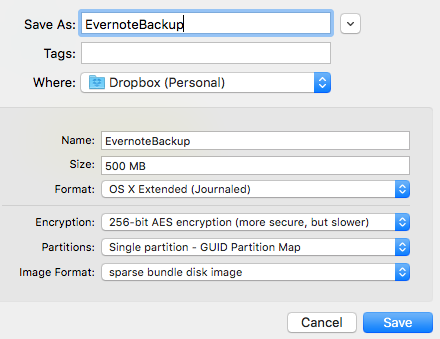 Save As: EvernoteBackup
Tags:
Where: Dropbox (Personal)
Name: EvernoteBackup
Size: 500 MB
Format: OS X Extended (Journaled)
Encryption: 256-bit AES encryption (more secure, but slower)
Partitions: Single partition - GUID Partition Map
Image Format: sparse bundle disk image
Cancel Save